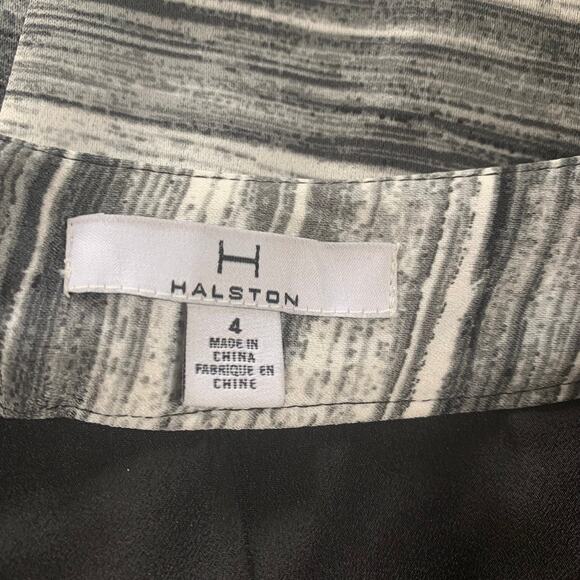 H
HALSTON
4
MADE IN
CHINA
FABRIQUE EN
CHINE